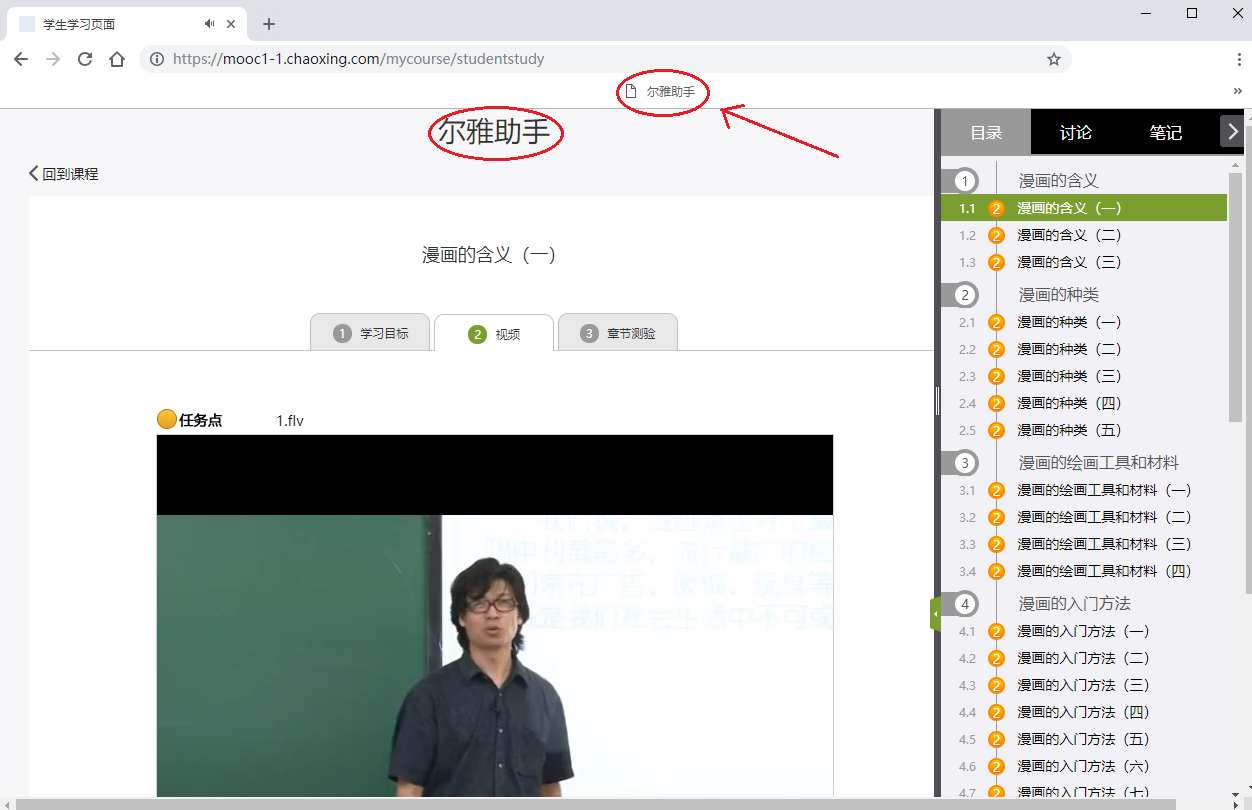 学生学习页面
https://mooc1-1.chaoxing.com/mycourse/studentstudy
尔雅助手
»
尔雅助手
回到课程
漫画的含义（一）
1 学习目标
2 视频
3 章节测验
任务点 1.flv
目录 讨论 笔记
1 漫画的含义
1.1 2 漫画的含义（一）
1.2 2 漫画的含义（二）
1.3 2 漫画的含义（三）
2 漫画的种类
2.1 2 漫画的种类（一）
2.2 2 漫画的种类（二）
2.3 2 漫画的种类（三）
2.4 2 漫画的种类（四）
2.5 2 漫画的种类（五）
3 漫画的绘画工具和材料
3.1 2 漫画的绘画工具和材料（一）
3.2 2 漫画的绘画工具和材料（二）
3.3 2 漫画的绘画工具和材料（三）
3.4 2 漫画的绘画工具和材料（四）
4 漫画的入门方法
4.1 2 漫画的入门方法（一）
4.2 2 漫画的入门方法（二）
4.3 2 漫画的入门方法（三）
4.4 2 漫画的入门方法（四）
4.5 2 漫画的入门方法（五）
4.6 2 漫画的入门方法（六）
4.7 2 漫画的入门方法（七）